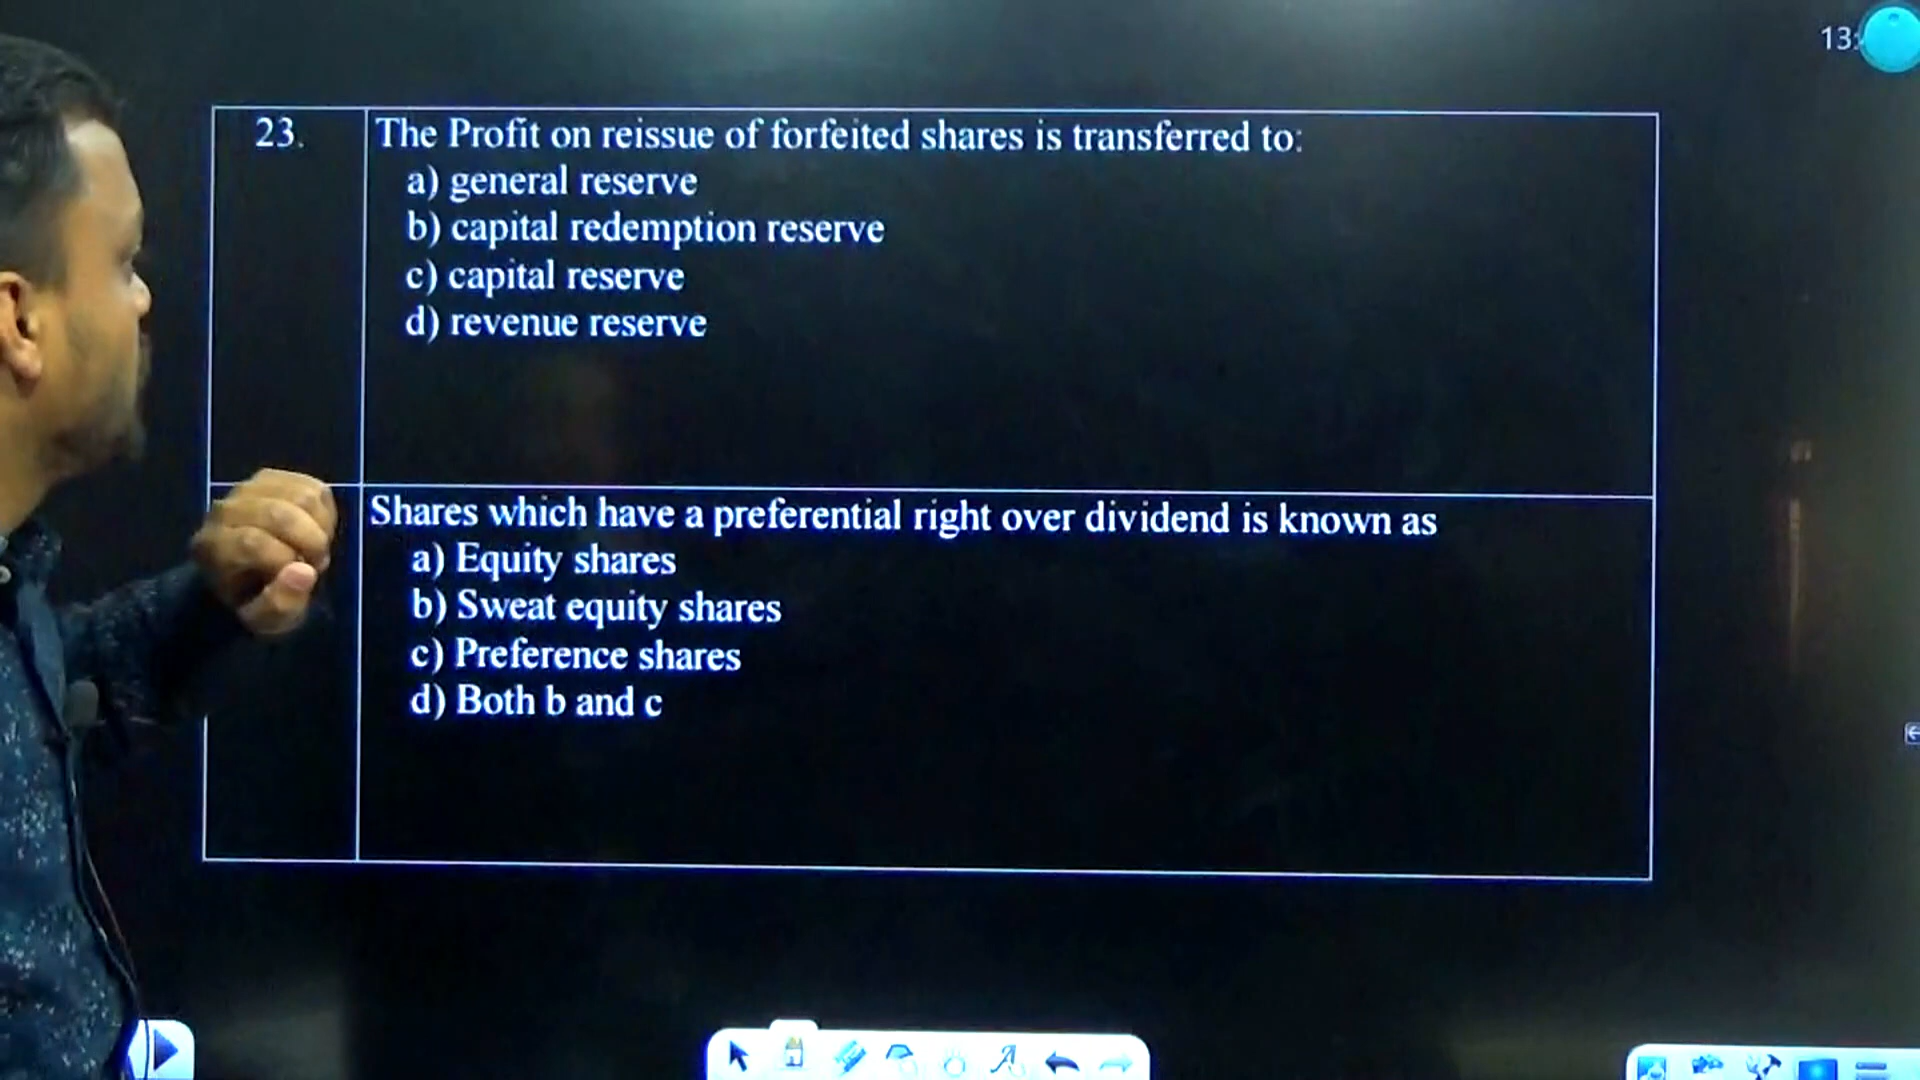 13:
23.
The Profit on reissue of forfeited shares is transferred to:
a) general reserve
b) capital redemption reserve
c) capital reserve
d) revenue reserve
Shares which have a preferential right over dividend is known as
a) Equity shares
b) Sweat equity shares
c) Preference shares
d) Both b and c